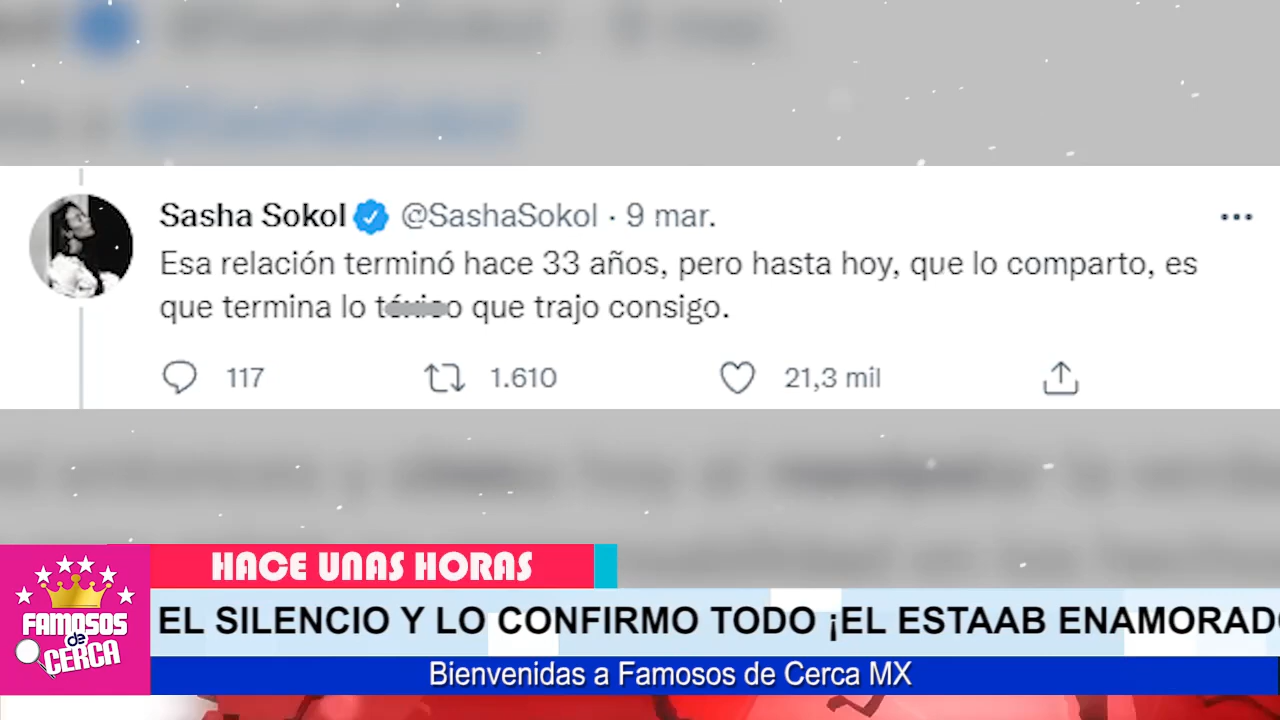 Sasha Sokol @SashaSokol · 9 mar.
Esa relación terminó hace 33 años, pero hasta hoy, que lo comparto, es
que termina lo tóxico que trajo consigo.
117 1.610 21,3 mil
HACE UNAS HORAS
EL SILENCIO Y LO CONFIRMO TODO ¡EL ESTAAB ENAMORADO
Bienvenidas a Famosos de Cerca MX
FAMOSOS
de
CERCA